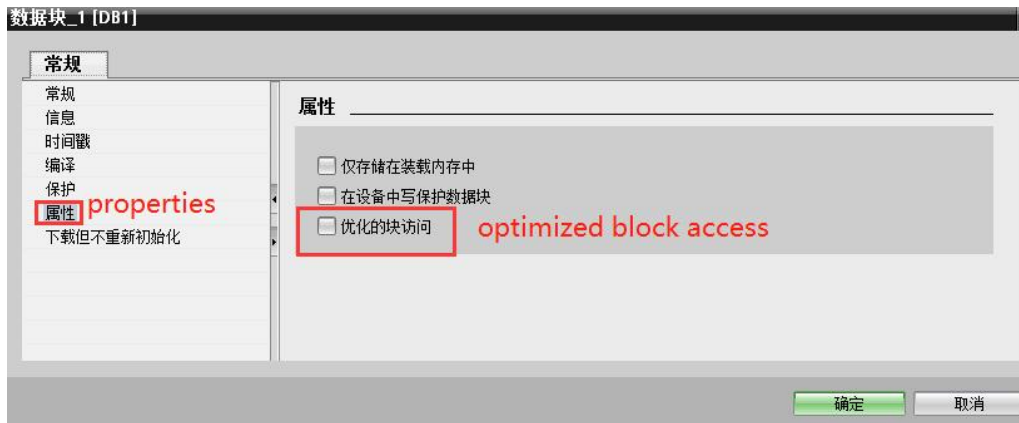 数据块_1 [DB1]
常规
常规
信息
时间戳
编译
保护
属性 properties
下载但不重新初始化
属性
仅存储在装载内存中
在设备中写保护数据块
优化的块访问 optimized block access
确定 取消